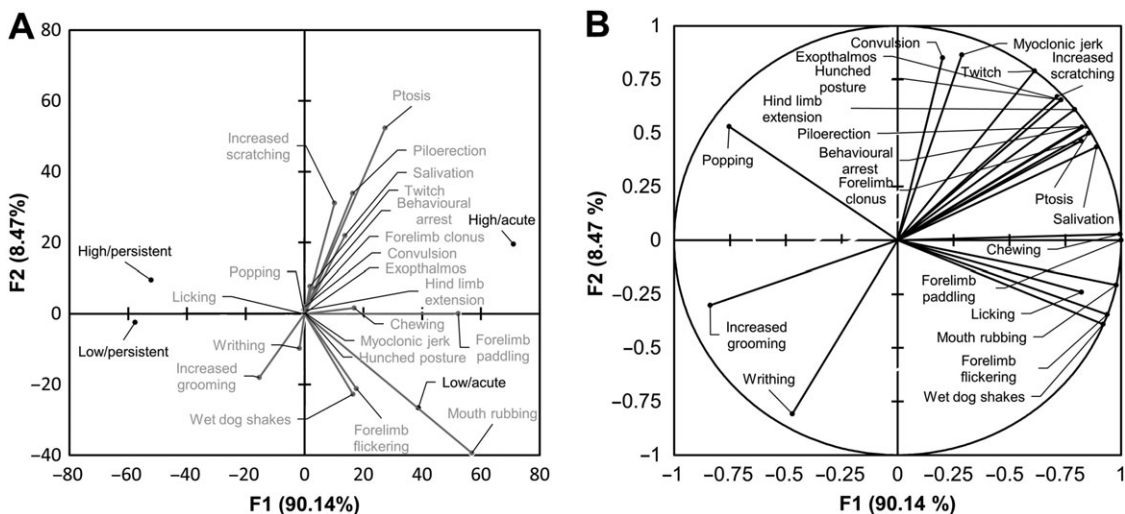 A
B
80
60
40
20
0
−20
−40
F2 (8.47%)
Ptosis
Increased
scratching
Piloerection
Salivation
Twitch
Behavioural
arrest
High/acute
High/persistent
Forelimb clonus
Convulsion
Popping
Exopthalmos
Licking
Hind limb
extension
Low/persistent
Chewing
Writhing
Myoclonic jerk
Forelimb
paddling
Hunched posture
Increased
grooming
Low/acute
Wet dog shakes
Mouth rubbing
Forelimb
flickering
−80 −60 −40 −20 0 20 40 60 80
F1 (90.14%)
1
0.75
0.5
0.25
0
−0.25
−0.5
−0.75
−1
F2 (8.47 %)
Convulsion
Myoclonic jerk
Exopthalmos
Increased
scratching
Hunched
posture
Twitch
Hind limb
extension
Piloerection
Popping
Behavioural
arrest
Forelimb
clonus
Ptosis
Salivation
Chewing
Forelimb
paddling
Licking
Increased
grooming
Mouth rubbing
Writhing
Forelimb
flickering
Wet dog shakes
−1 −0.75 −0.5 −0.25 0 −0.25 −0.5 −0.75 1
F1 (90.14 %)